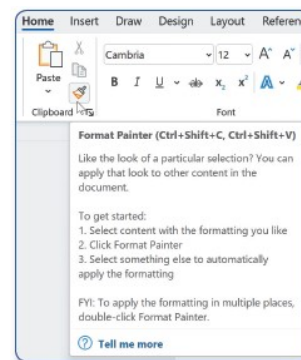 Home Insert Draw Design Layout Referen
Cambria 12 A A
Paste
B I U ab x₂ x² A
Clipboard Font
Format Painter (Ctrl+Shift+C, Ctrl+Shift+V)
Like the look of a particular selection? You can
apply that look to other content in the
document.
To get started:
1. Select content with the formatting you like
2. Click Format Painter
3. Select something else to automatically
apply the formatting
FYI: To apply the formatting in multiple places,
double-click Format Painter.
? Tell me more